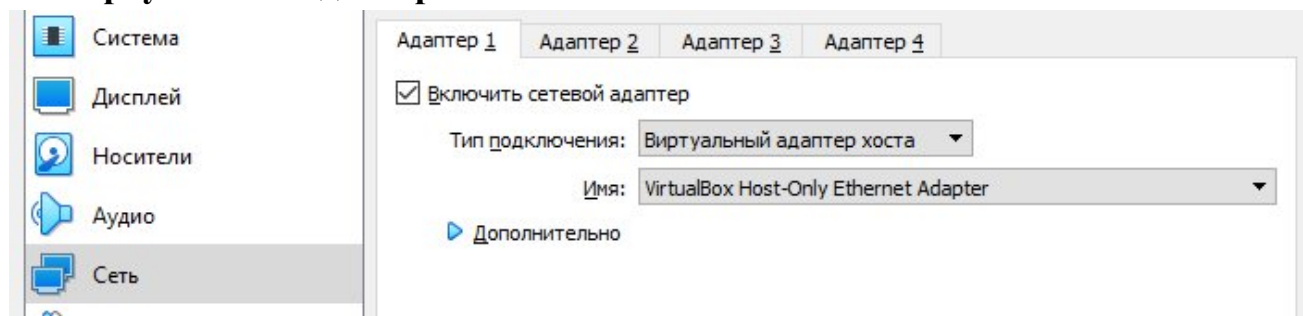 Система
Адаптер 1 Адаптер 2 Адаптер 3 Адаптер 4
Дисплей
Включить сетевой адаптер
Носители
Тип подключения: Виртуальный адаптер хоста
Имя: VirtualBox Host-Only Ethernet Adapter
Аудио
Дополнительно
Сеть